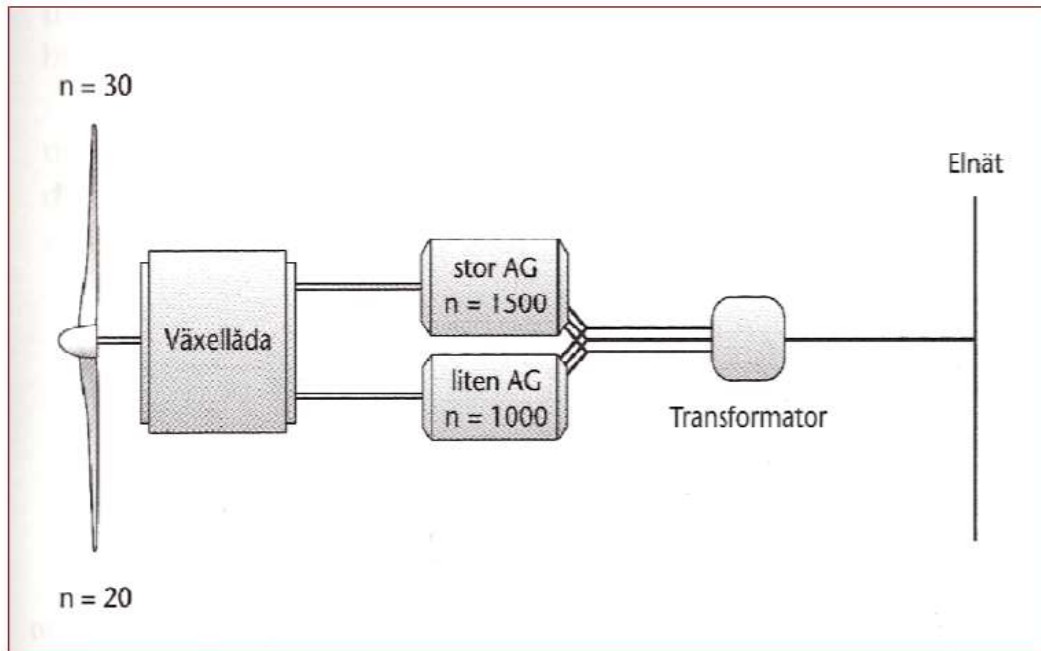 n = 30
Elnät
stor AG
n = 1500
Växellåda
liten AG
n = 1000
Transformator
n = 20